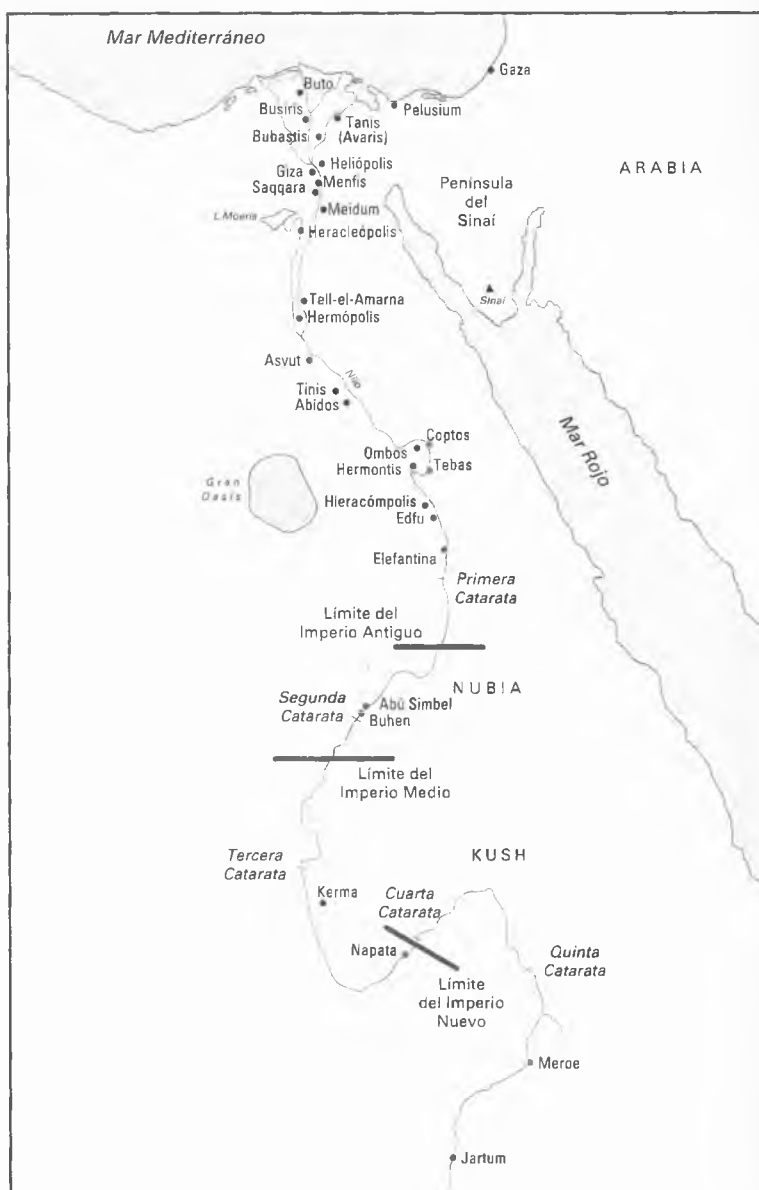 Mar Mediterráneo
Gaza
Buto
Pelusium
Busiris
Tanis
(Avaris)
Bubastis
ARABIA
Heliópolis
Giza
Menfis
Saqqara
Península
del
Sinaí
Meidum
L. Moeris
Heracleópolis
Sinaí
Tell-el-Amarna
Hermópolis
Asyut
Nilo
Tinis
Abidos
Mar Rojo
Coptos
Ombos
Hermontis
Tebas
Gran
Oasis
Hieracómpolis
Edfu
Elefantina
Primera
Catarata
Límite del
Imperio Antiguo
NUBIA
Segunda
Catarata
Abû Simbel
Buhen
Límite del
Imperio Medio
Tercera
Catarata
KUSH
Kerma
Cuarta
Catarata
Napata
Quinta
Catarata
Límite
del Imperio
Nuevo
Meroe
Jartum